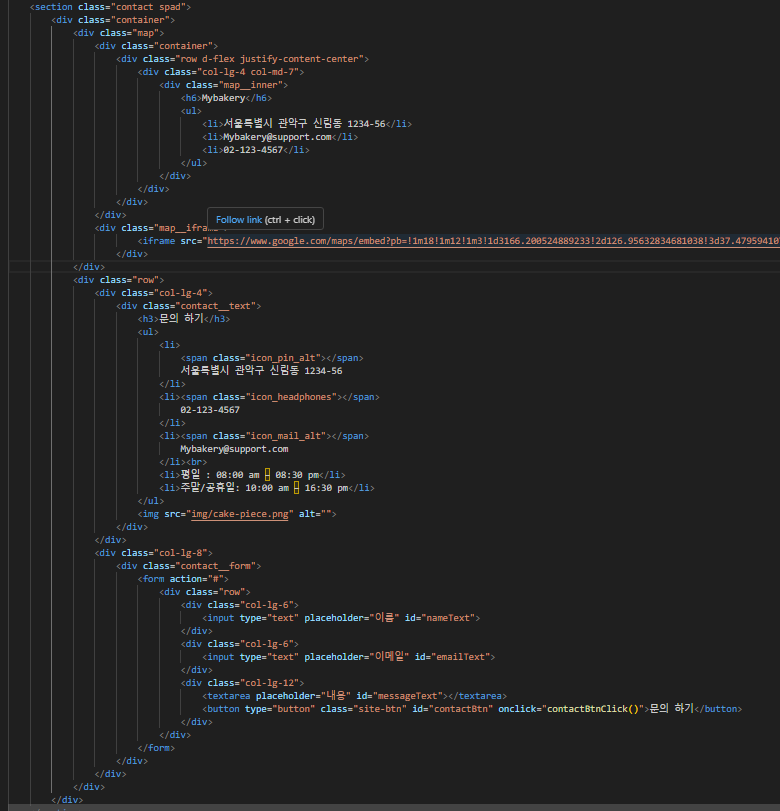 <section class="contact spad">
<div class="container">
<div class="map">
<div class="container">
<div class="row d-flex justify-content-center">
<div class="col-lg-4 col-md-7">
<div class="map__inner">
<h6>Mybakery</h6>
<ul>
<li>서울특별시 관악구 신림동 1234-56</li>
<li>Mybakery@support.com</li>
<li>02-123-4567</li>
</ul>
</div>
</div>
</div>
</div>
Follow link (ctrl + click)
<div class="map__iframe">
<iframe src="https://www.google.com/maps/embed?pb=!1m18!1m12!1m3!1d3166.200524889233!2d126.95632834681038!3d37.47959410
</div>
</div>
<div class="row">
<div class="col-lg-4">
<div class="contact__text">
<h3>문의 하기</h3>
<ul>
<li>
<span class="icon_pin_alt"></span>
서울특별시 관악구 신림동 1234-56
</li>
<li><span class="icon_headphones"></span>
02-123-4567
</li>
<li><span class="icon_mail_alt"></span>
Mybakery@support.com
</li><br>
<li>평일 : 08:00 am – 08:30 pm</li>
<li>주말/공휴일: 10:00 am – 16:30 pm</li>
</ul>
<img src="img/cake-piece.png" alt="">
</div>
</div>
<div class="col-lg-8">
<div class="contact__form">
<form action="#">
<div class="row">
<div class="col-lg-6">
<input type="text" placeholder="이름" id="nameText">
</div>
<div class="col-lg-6">
<input type="text" placeholder="이메일" id="emailText">
</div>
<div class="col-lg-12">
<textarea placeholder="내용" id="messageText"></textarea>
<button type="button" class="site-btn" id="contactBtn" onclick="contactBtnClick()">문의 하기</button>
</div>
</div>
</form>
</div>
</div>
</div>
</div>